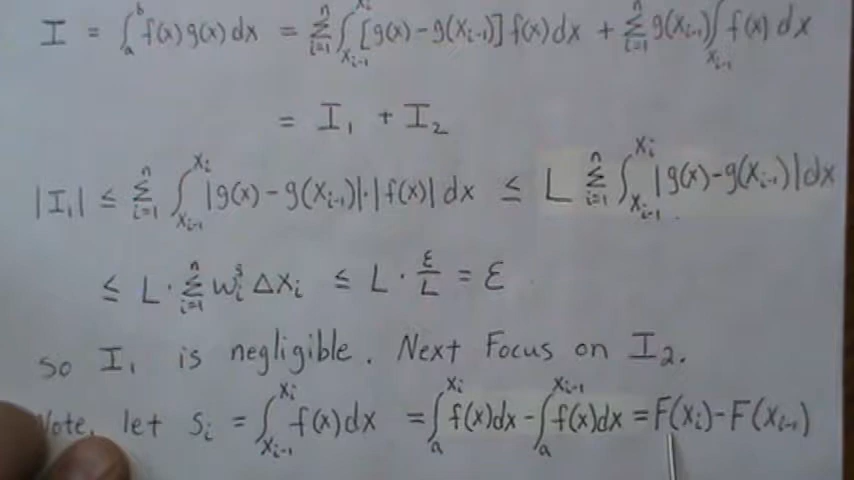 I = ∫_a^b f(x)g(x)dx = Σ_{i=1}^n ∫_{x_{i-1}}^{x_i} [g(x) - g(x_{i-1})] f(x)dx + Σ_{i=1}^n g(x_{i-1}) ∫_{x_{i-1}} f(x) dx
= I_1 + I_2
|I_1| ≤ Σ_{i=1}^n ∫_{x_{i-1}}^{x_i} |g(x) - g(x_{i-1})|·|f(x)| dx ≤ L Σ_{i=1}^n ∫_{x_{i-1}}^{x_i} |g(x) - g(x_{i-1})| dx
≤ L · Σ_{i=1}^n w_i^g Δx_i ≤ L · ε/L = ε
so I_1 is negligible. Next Focus on I_2.
Note, let s_i = ∫_{x_{i-1}}^{x_i} f(x)dx = ∫_a^{x_i} f(x)dx - ∫_a^{x_{i-1}} f(x)dx = F(x_i) - F(x_{i-1})